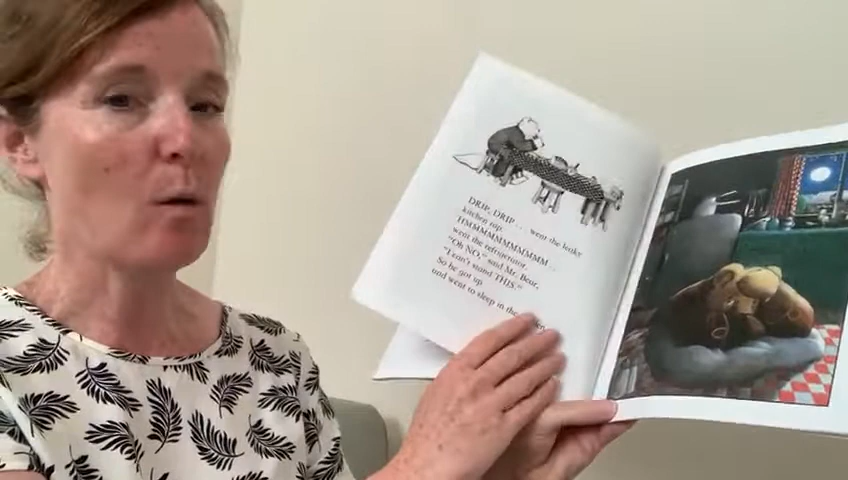 DRIP, DRIP . . went the leaky
kitchen tap.
HMMMMMMMMMMM . .
went the refrigerator.
"Oh NO," said Mr. Bear,
"I can't stand THIS."
So he got up
and went to sleep in the